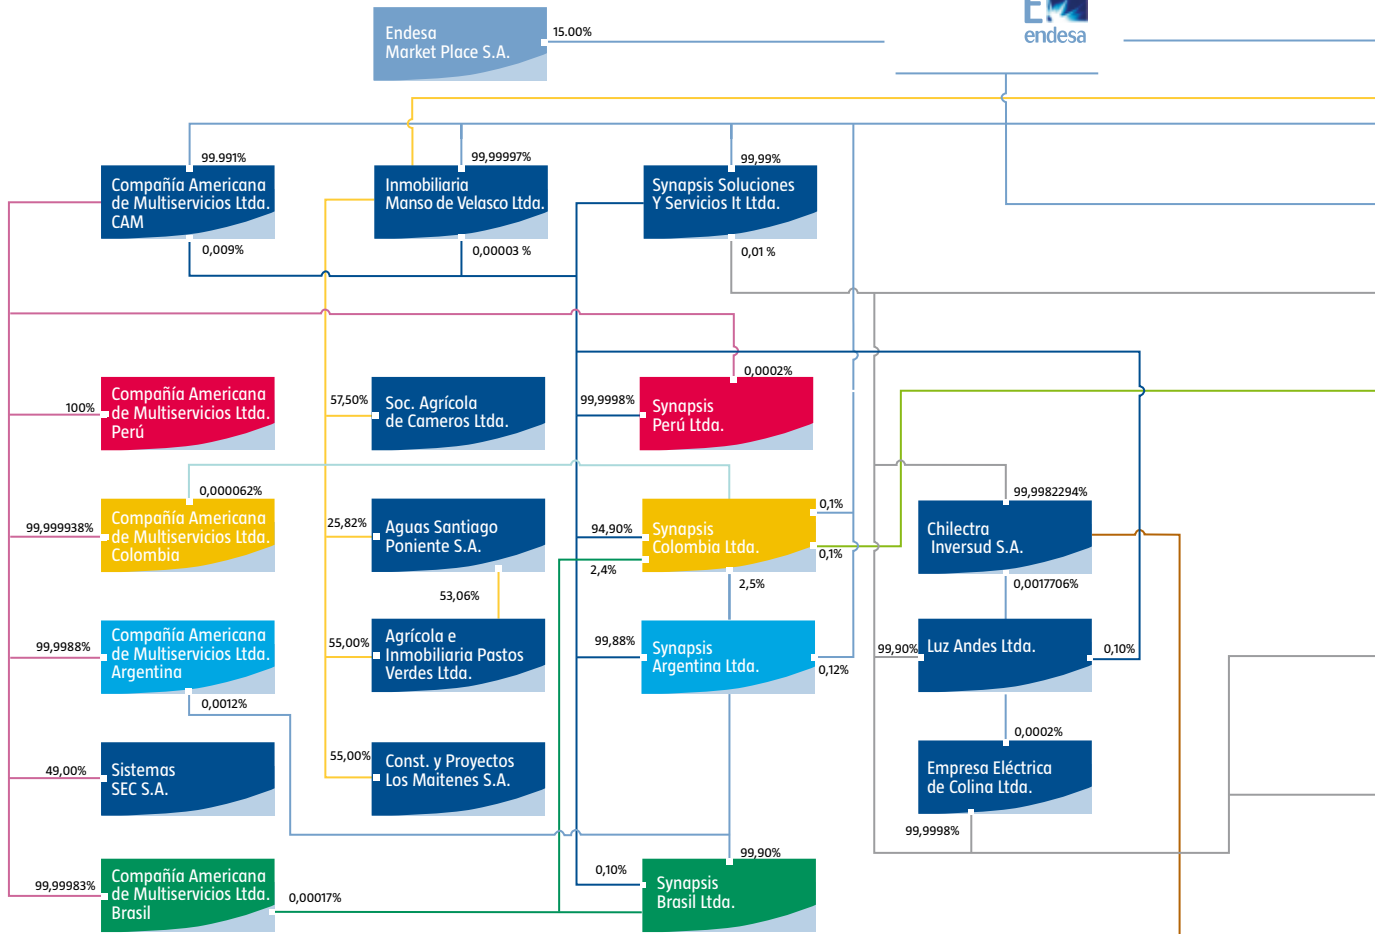 Endesa
Market Place S.A.
15.00%
E
endesa
99.991%
99,99997%
99,99%
Compañía Americana
de Multiservicios Ltda.
CAM
Inmobiliaria
Manso de Velasco Ltda.
Synapsis Soluciones
Y Servicios It Ltda.
0,009%
0,00003 %
0,01 %
0,0002%
100%
Compañía Americana
de Multiservicios Ltda.
Perú
57,50%
Soc. Agrícola
de Cameros Ltda.
99,9998%
Synapsis
Perú Ltda.
0,000062%
99,9982294%
99,999938%
Compañía Americana
de Multiservicios Ltda.
Colombia
25,82%
Aguas Santiago
Poniente S.A.
94,90%
Synapsis
Colombia Ltda.
0,1%
0,1%
2,4%
2,5%
Chilectra
Inversud S.A.
0,0017706%
53,06%
99,9988%
Compañía Americana
de Multiservicios Ltda.
Argentina
55,00%
Agrícola e
Inmobiliaria Pastos
Verdes Ltda.
99,88%
Synapsis
Argentina Ltda.
0,12%
99,90%
Luz Andes Ltda.
0,10%
0,0012%
0,0002%
49,00%
Sistemas
SEC S.A.
55,00%
Const. y Proyectos
Los Maitenes S.A.
Empresa Eléctrica
de Colina Ltda.
99,9998%
99,90%
99,99983%
Compañía Americana
de Multiservicios Ltda.
Brasil
0,00017%
0,10%
Synapsis
Brasil Ltda.